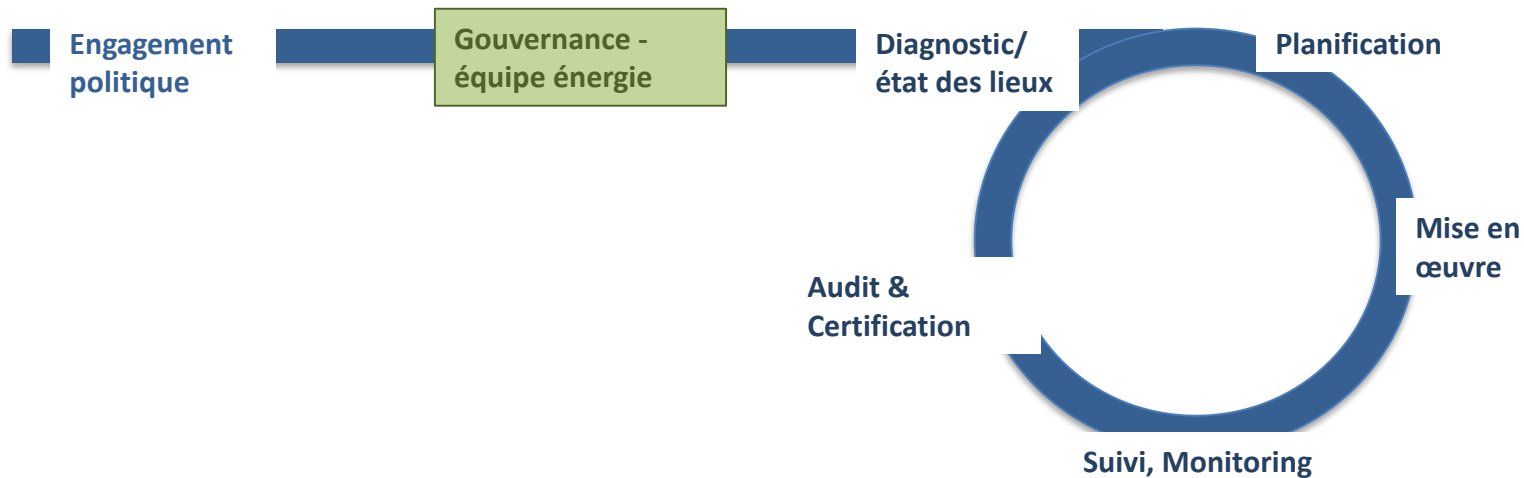 Engagement
politique
Gouvernance -
équipe énergie
Diagnostic/
état des lieux
Planification
Mise en
œuvre
Audit &
Certification
Suivi, Monitoring